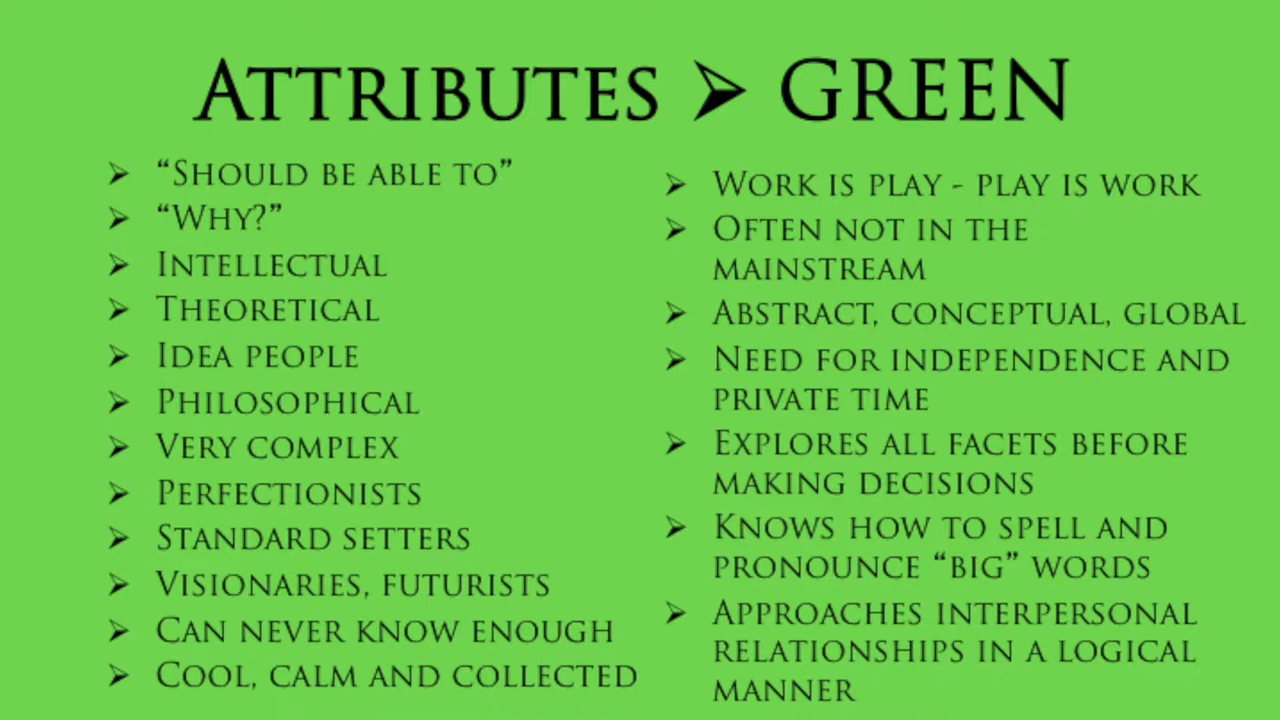 ATTRIBUTES ➢ GREEN
➢ “SHOULD BE ABLE TO”
➢ “WHY?”
➢ INTELLECTUAL
➢ THEORETICAL
➢ IDEA PEOPLE
➢ PHILOSOPHICAL
➢ VERY COMPLEX
➢ PERFECTIONISTS
➢ STANDARD SETTERS
➢ VISIONARIES, FUTURISTS
➢ CAN NEVER KNOW ENOUGH
➢ COOL, CALM AND COLLECTED
➢ WORK IS PLAY - PLAY IS WORK
➢ OFTEN NOT IN THE
MAINSTREAM
➢ ABSTRACT, CONCEPTUAL, GLOBAL
➢ NEED FOR INDEPENDENCE AND
PRIVATE TIME
➢ EXPLORES ALL FACETS BEFORE
MAKING DECISIONS
➢ KNOWS HOW TO SPELL AND
PRONOUNCE “BIG” WORDS
➢ APPROACHES INTERPERSONAL
RELATIONSHIPS IN A LOGICAL
MANNER